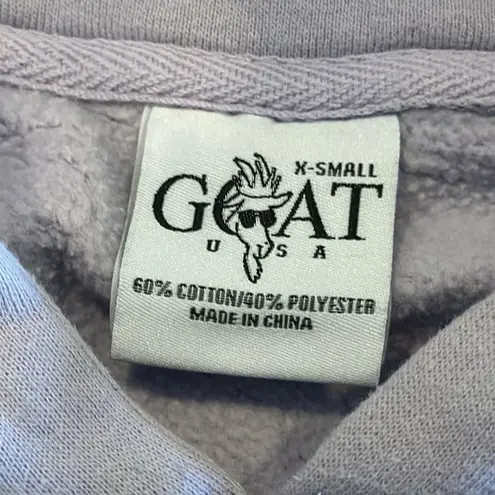 X-SMALL
GOAT
USA
60% COTTON/40% POLYESTER
MADE IN CHINA